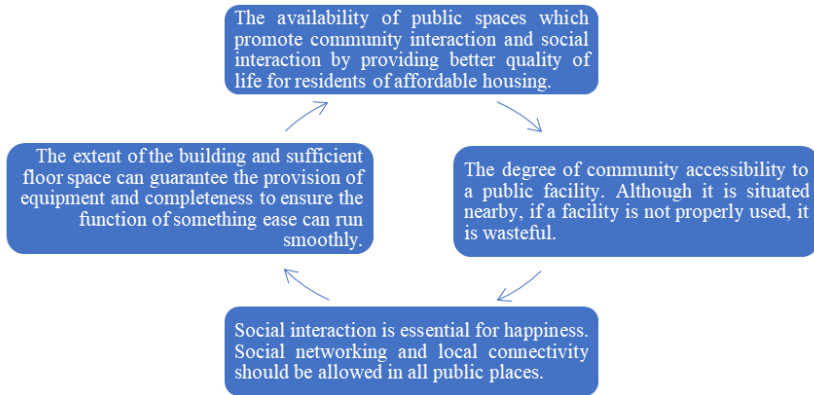 The availability of public spaces which
promote community interaction and social
interaction by providing better quality of
life for residents of affordable housing.
The degree of community accessibility to
a public facility. Although it is situated
nearby, if a facility is not properly used, it
is wasteful.
Social interaction is essential for happiness.
Social networking and local connectivity
should be allowed in all public places.
The extent of the building and sufficient
floor space can guarantee the provision of
equipment and completeness to ensure the
function of something ease can run
smoothly.